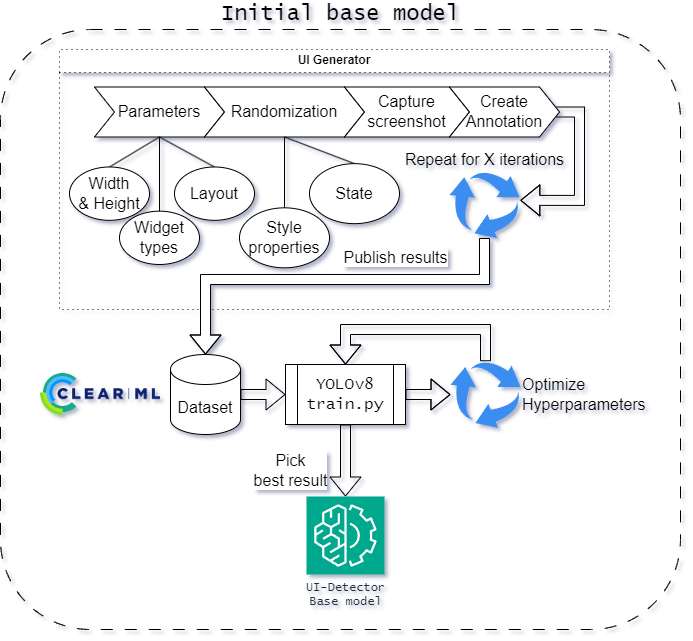 Initial base model
UI Generator
Parameters
Randomization
Capture
screenshot
Create
Annotation
Width
& Height
Widget
types
Layout
Style
properties
State
Repeat for X iterations
Publish results
CLEAR|ML
Dataset
YOLOv8
train.py
Optimize
Hyperparameters
Pick
best result
UI-Detector
Base model